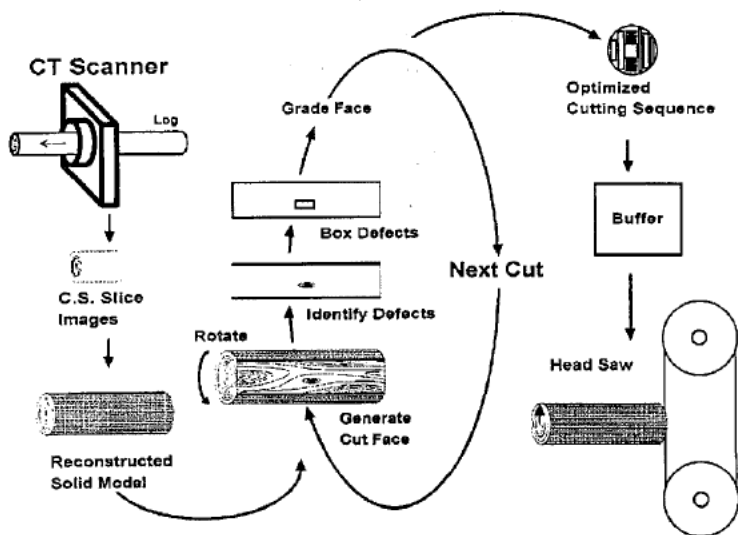 CT Scanner
Log
C.S. Slice
Images
Reconstructed
Solid Model
Rotate
Generate
Cut Face
Identify Defects
Box Defects
Grade Face
Next Cut
Optimized
Cutting Sequence
Buffer
Head Saw